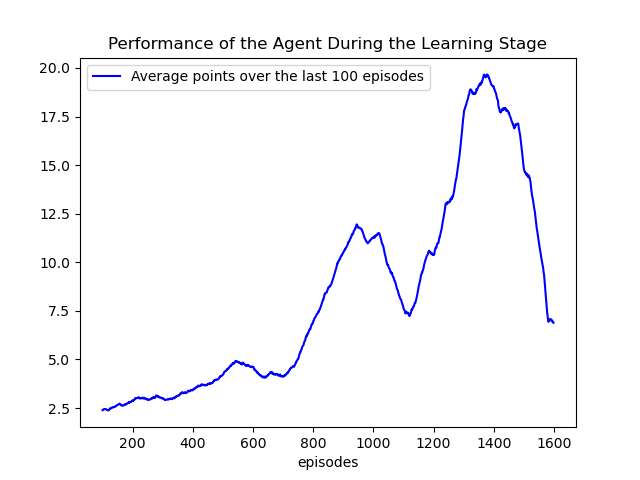 Performance of the Agent During the Learning Stage
Average points over the last 100 episodes
20.0
17.5
15.0
12.5
10.0
7.5
5.0
2.5
200 400 600 800 1000 1200 1400 1600
episodes